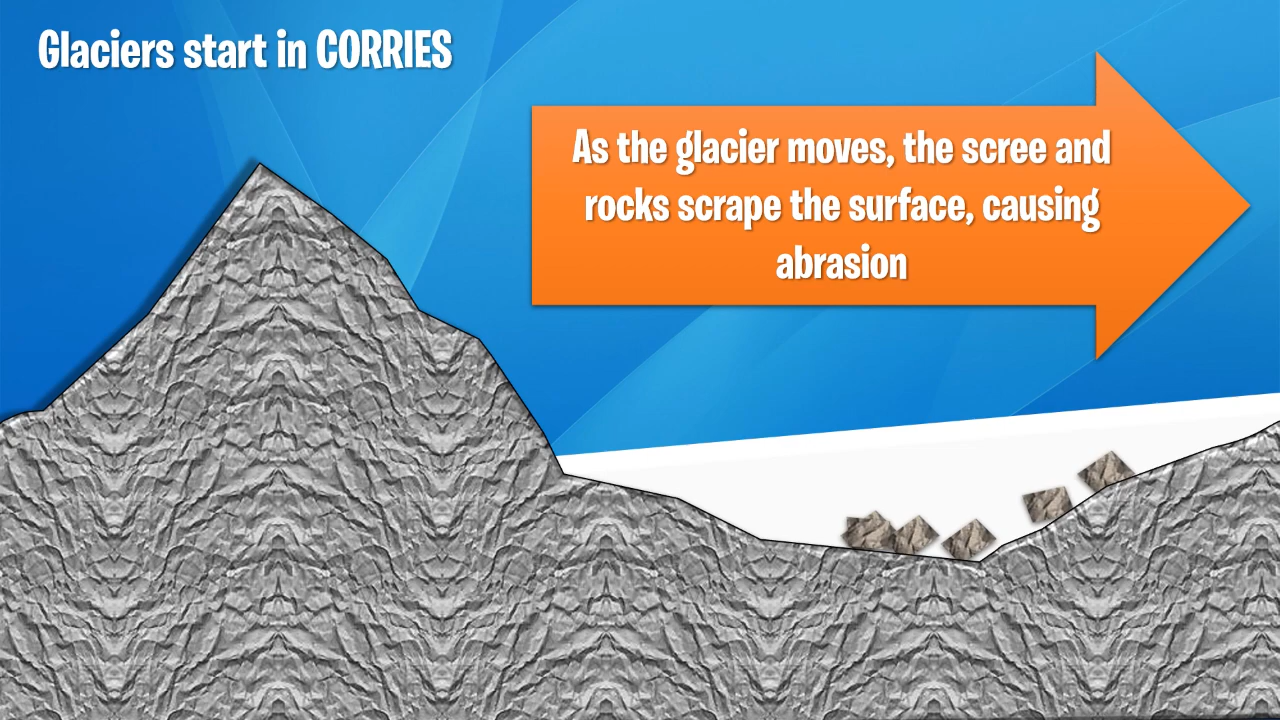 Glaciers start in CORRIES
As the glacier moves, the scree and
rocks scrape the surface, causing
abrasion